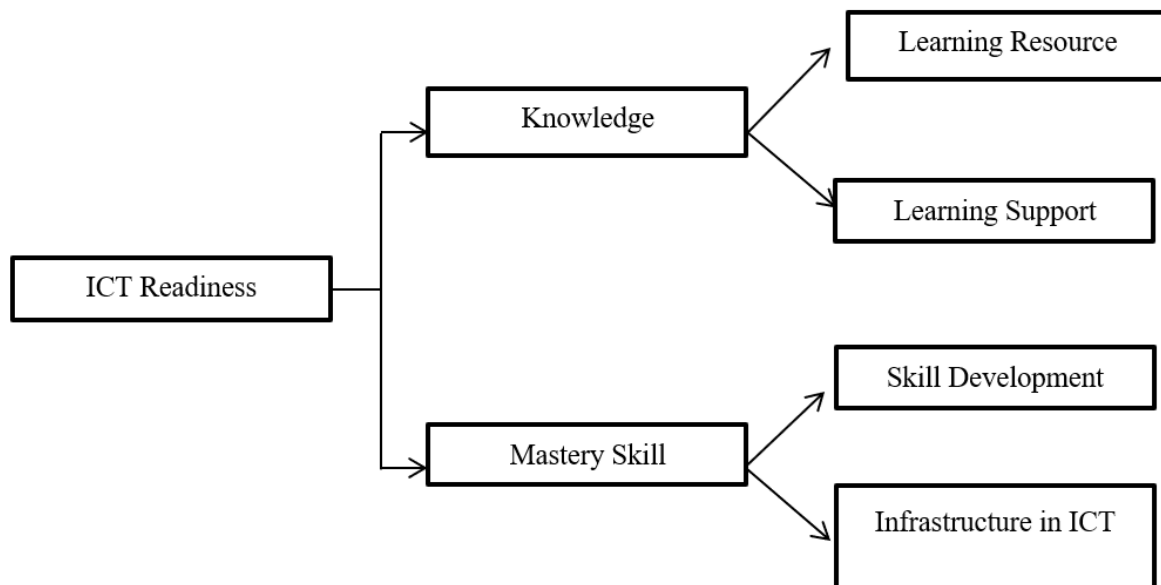 Learning Resource
Knowledge
Learning Support
ICT Readiness
Skill Development
Mastery Skill
Infrastructure in ICT